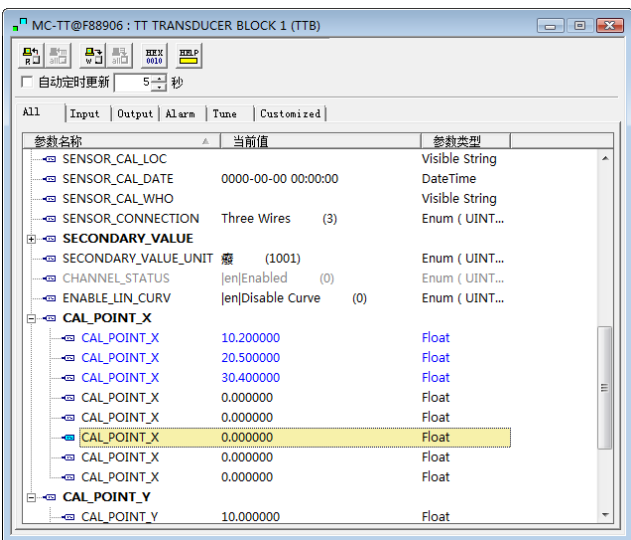 MC-TT@F88906 : TT TRANSDUCER BLOCK 1 (TTB)
R all W all HEX 0010 HELP
自动定时更新 5 秒
All Input Output Alarm Tune Customized
参数名称 当前值 参数类型
SENSOR_CAL_LOC Visible String
SENSOR_CAL_DATE 0000-00-00 00:00:00 DateTime
SENSOR_CAL_WHO Visible String
SENSOR_CONNECTION Three Wires (3) Enum ( UINT...
SECONDARY_VALUE
SECONDARY_VALUE_UNIT (1001) Enum ( UINT...
CHANNEL_STATUS |en|Enabled (0) Enum ( UINT...
ENABLE_LIN_CURV |en|Disable Curve (0) Enum ( UINT...
CAL_POINT_X
CAL_POINT_X 10.200000 Float
CAL_POINT_X 20.500000 Float
CAL_POINT_X 30.400000 Float
CAL_POINT_X 0.000000 Float
CAL_POINT_X 0.000000 Float
CAL_POINT_X 0.000000 Float
CAL_POINT_X 0.000000 Float
CAL_POINT_X 0.000000 Float
CAL_POINT_Y
CAL_POINT_Y 10.000000 Float